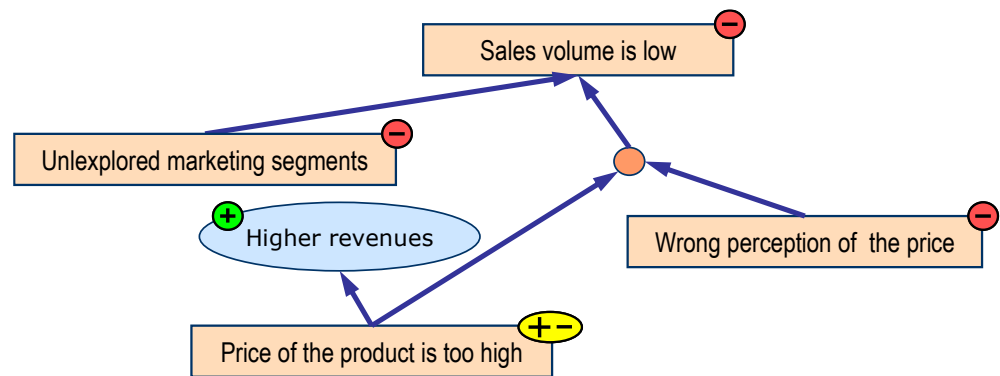 −
Sales volume is low
−
Unlexplored marketing segments
+
Higher revenues
−
Wrong perception of the price
+ −
Price of the product is too high